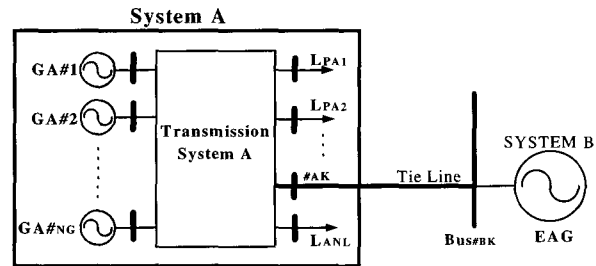 System A
GA#1
GA#2
GA#NG
Transmission
System A
LPA1
LPA2
#AK
LANL
Tie Line
Bus#BK
SYSTEM B
EAG